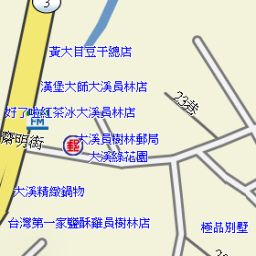 3
黃大目豆干總店
漢堡大師大溪員林店
23巷
好了啦紅茶冰大溪員林店
大溪員樹林郵局
郵
慈明街
大溪綠花園
大溪精緻鍋物
台灣第一家鹽酥雞員樹林店
極品別墅